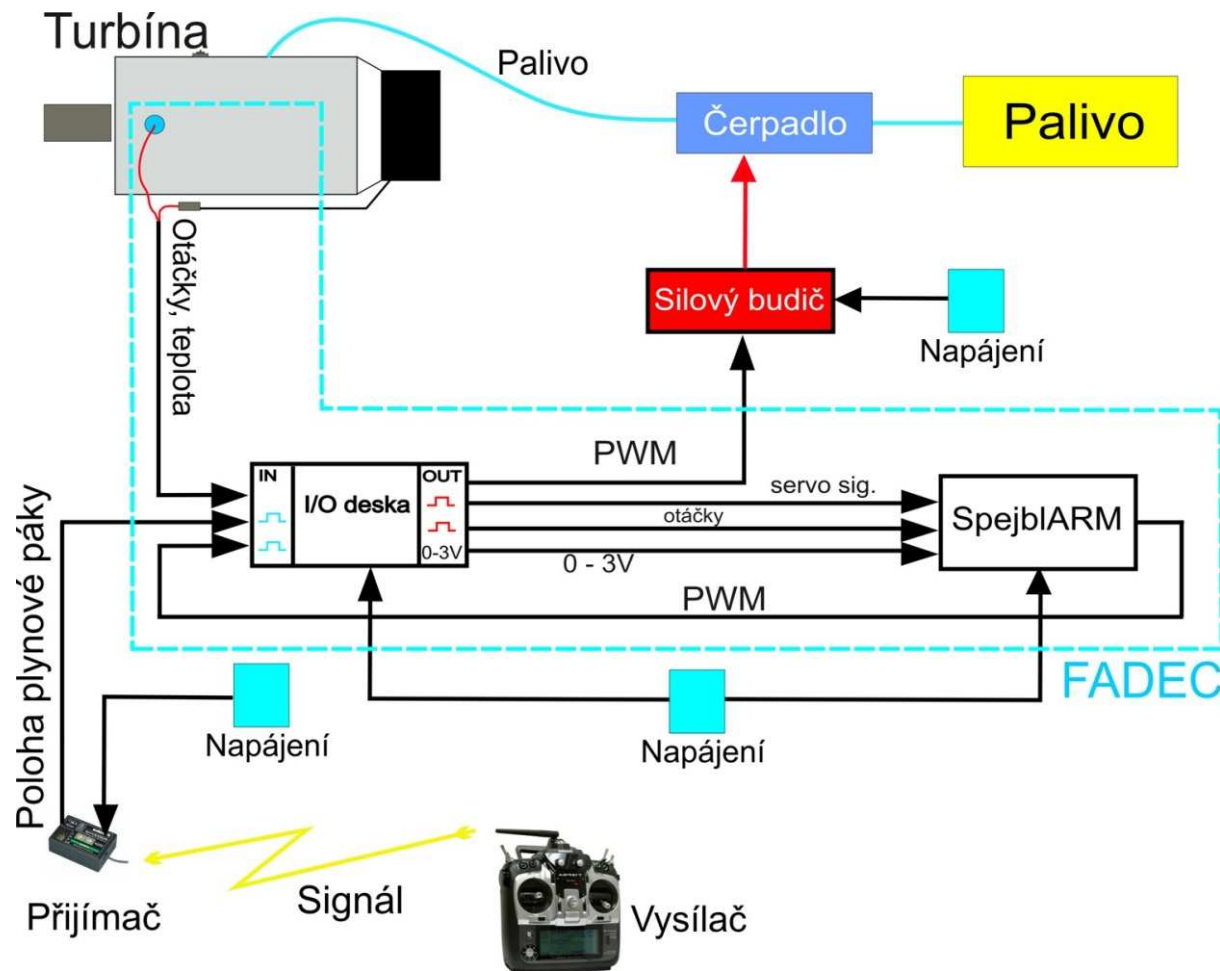 Turbína
Palivo
Čerpadlo
Palivo
Otáčky, teplota
Silový budič
Napájení
PWM
IN
I/O deska
OUT
0-3V
servo sig.
otáčky
0 - 3V
SpejblARM
PWM
FADEC
Poloha plynové páky
Napájení
Napájení
Přijímač
Signál
Vysílač